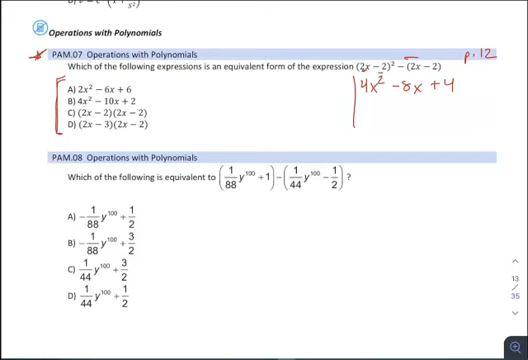 Operations with Polynomials
PAM.07 Operations with Polynomials
p. 12
Which of the following expressions is an equivalent form of the expression (2x − 2)² − (2x − 2)
4x² − 8x + 4
A) 2x² − 6x + 6
B) 4x² − 10x + 2
C) (2x − 2)(2x − 2)
D) (2x − 3)(2x − 2)
PAM.08 Operations with Polynomials
Which of the following is equivalent to (1/88 y¹⁰⁰ + 1) − (1/44 y¹⁰⁰ − 1/2) ?
A) − 1/88 y¹⁰⁰ + 1/2
B) − 1/88 y¹⁰⁰ + 3/2
C) 1/44 y¹⁰⁰ + 3/2
D) 1/44 y¹⁰⁰ + 1/2
13
/
35